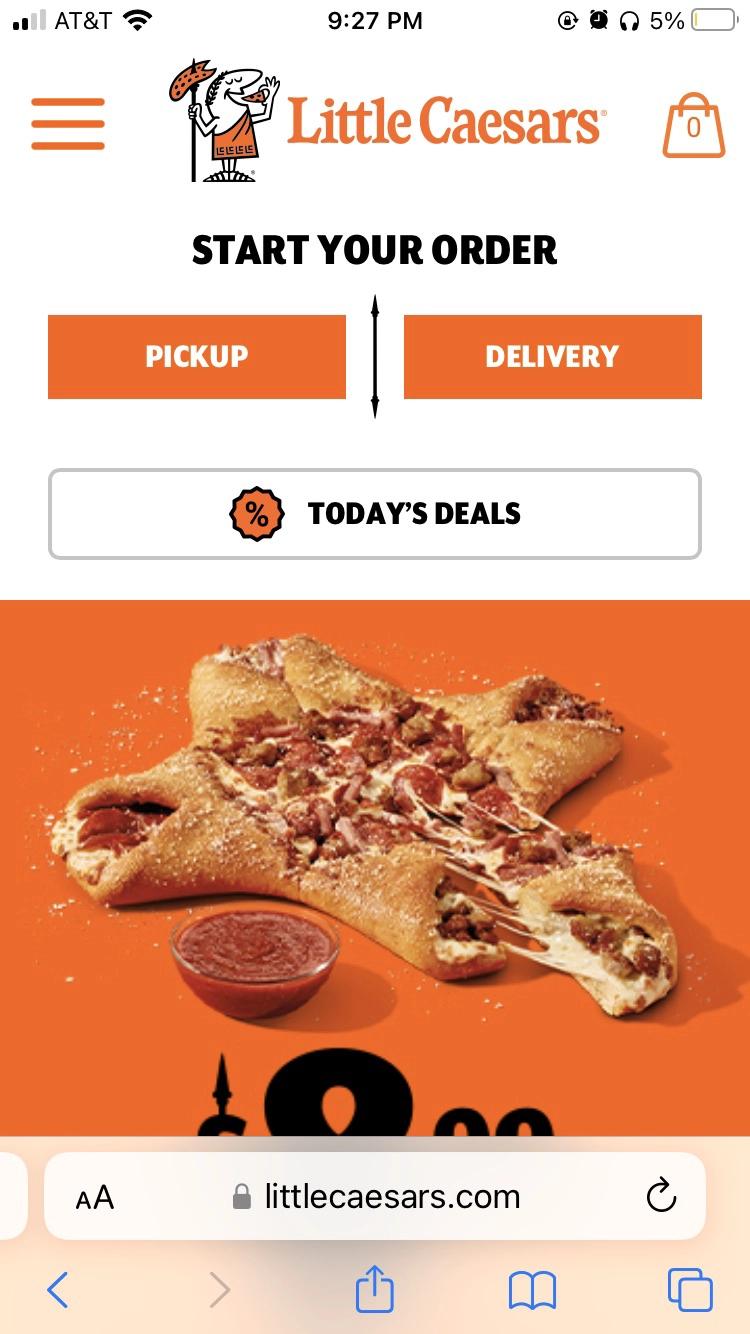 AT&T 9:27 PM 5%
Little Caesars 0
START YOUR ORDER
PICKUP DELIVERY
% TODAY'S DEALS
AA littlecaesars.com